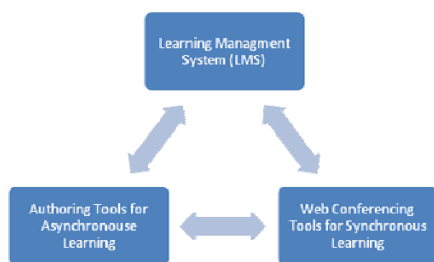 Learning Managment
System (LMS)
Authoring Tools for
Asynchronouse
Learning
Web Conferencing
Tools for Synchronous
Learning